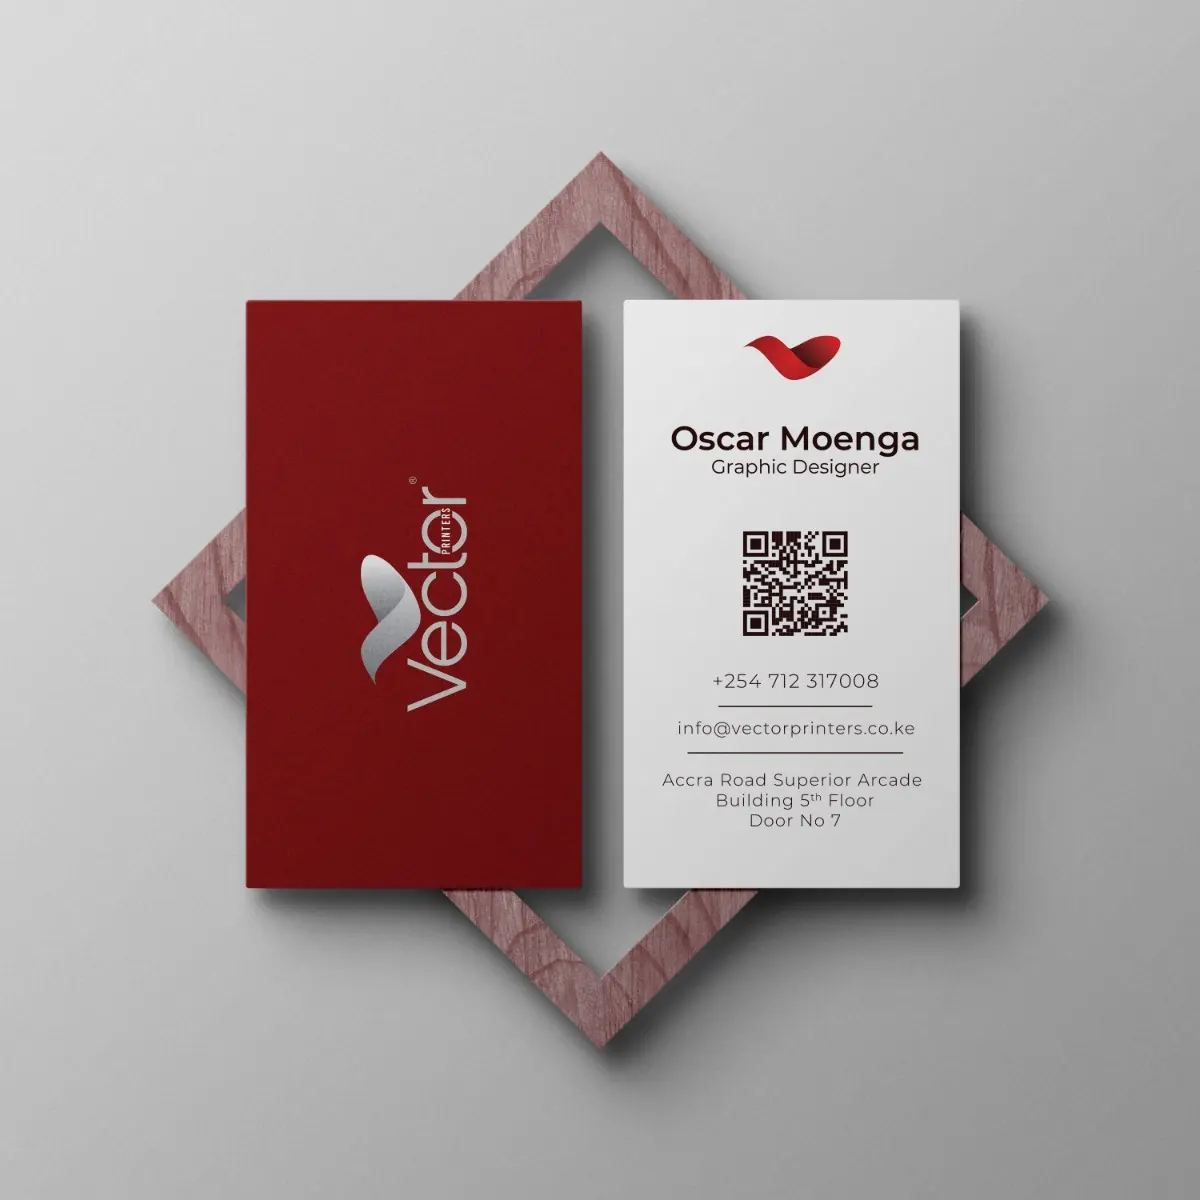 Vector
PRINTERS
®
Oscar Moenga
Graphic Designer
+254 712 317008
info@vectorprinters.co.ke
Accra Road Superior Arcade
Building 5th Floor
Door No 7